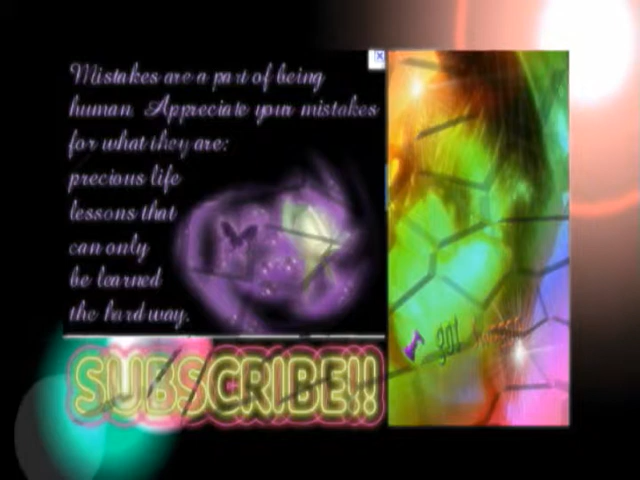 Mistakes are a part of being
human. Appreciate your mistakes
for what they are:
precious life
lessons that
can only
be learned
the hard way.
got
SUBSCRIBE!!